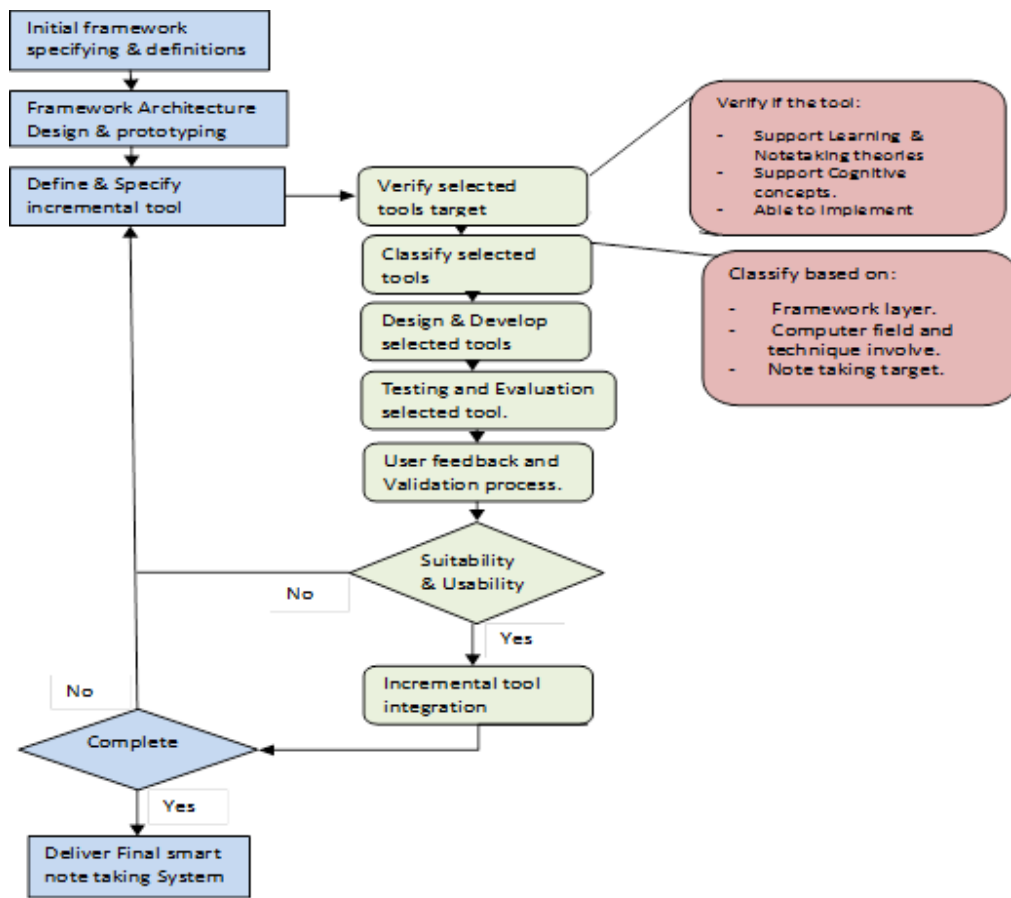 Initial framework
specifying & definitions
Framework Architecture
Design & prototyping
Define & Specify
incremental tool
Verify selected
tools target
Verify if the tool:
- Support Learning &
Notetaking theories
- Support Cognitive
concepts.
- Able to Implement
Classify selected
tools
Classify based on:
- Framework layer.
- Computer field and
technique involve.
- Note taking target.
Design & Develop
selected tools
Testing and Evaluation
selected tool.
User feedback and
Validation process.
Suitability
& Usability
No
Yes
Incremental tool
integration
No
Complete
Yes
Deliver Final smart
note taking System